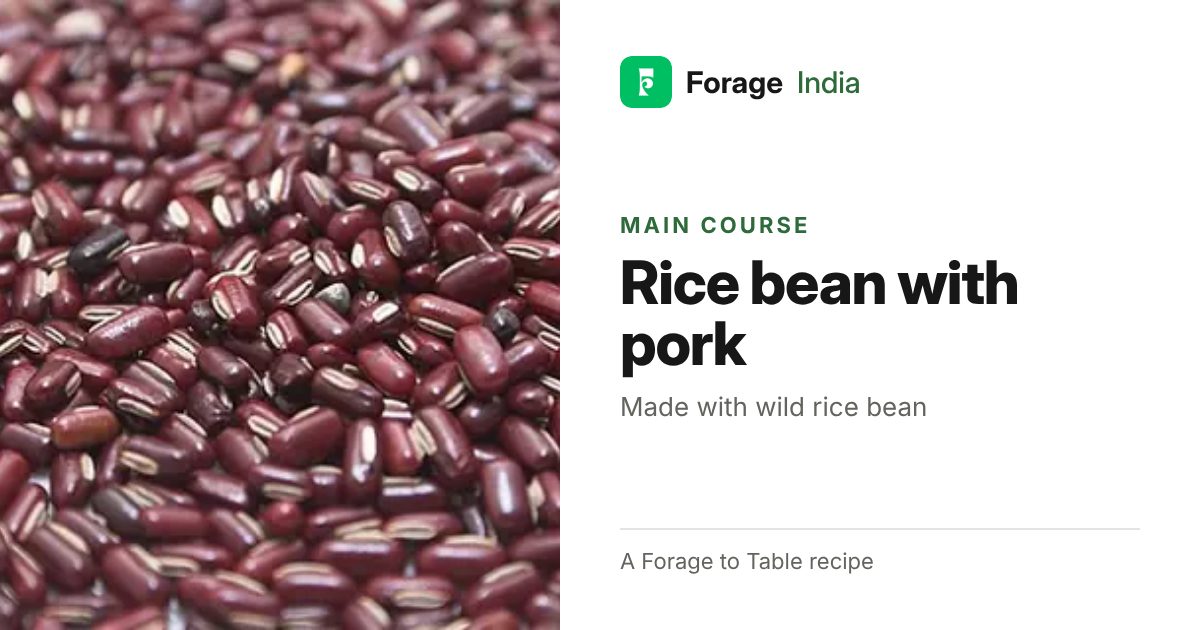 Forage India
MAIN COURSE
Rice bean with
pork
Made with wild rice bean
A Forage to Table recipe